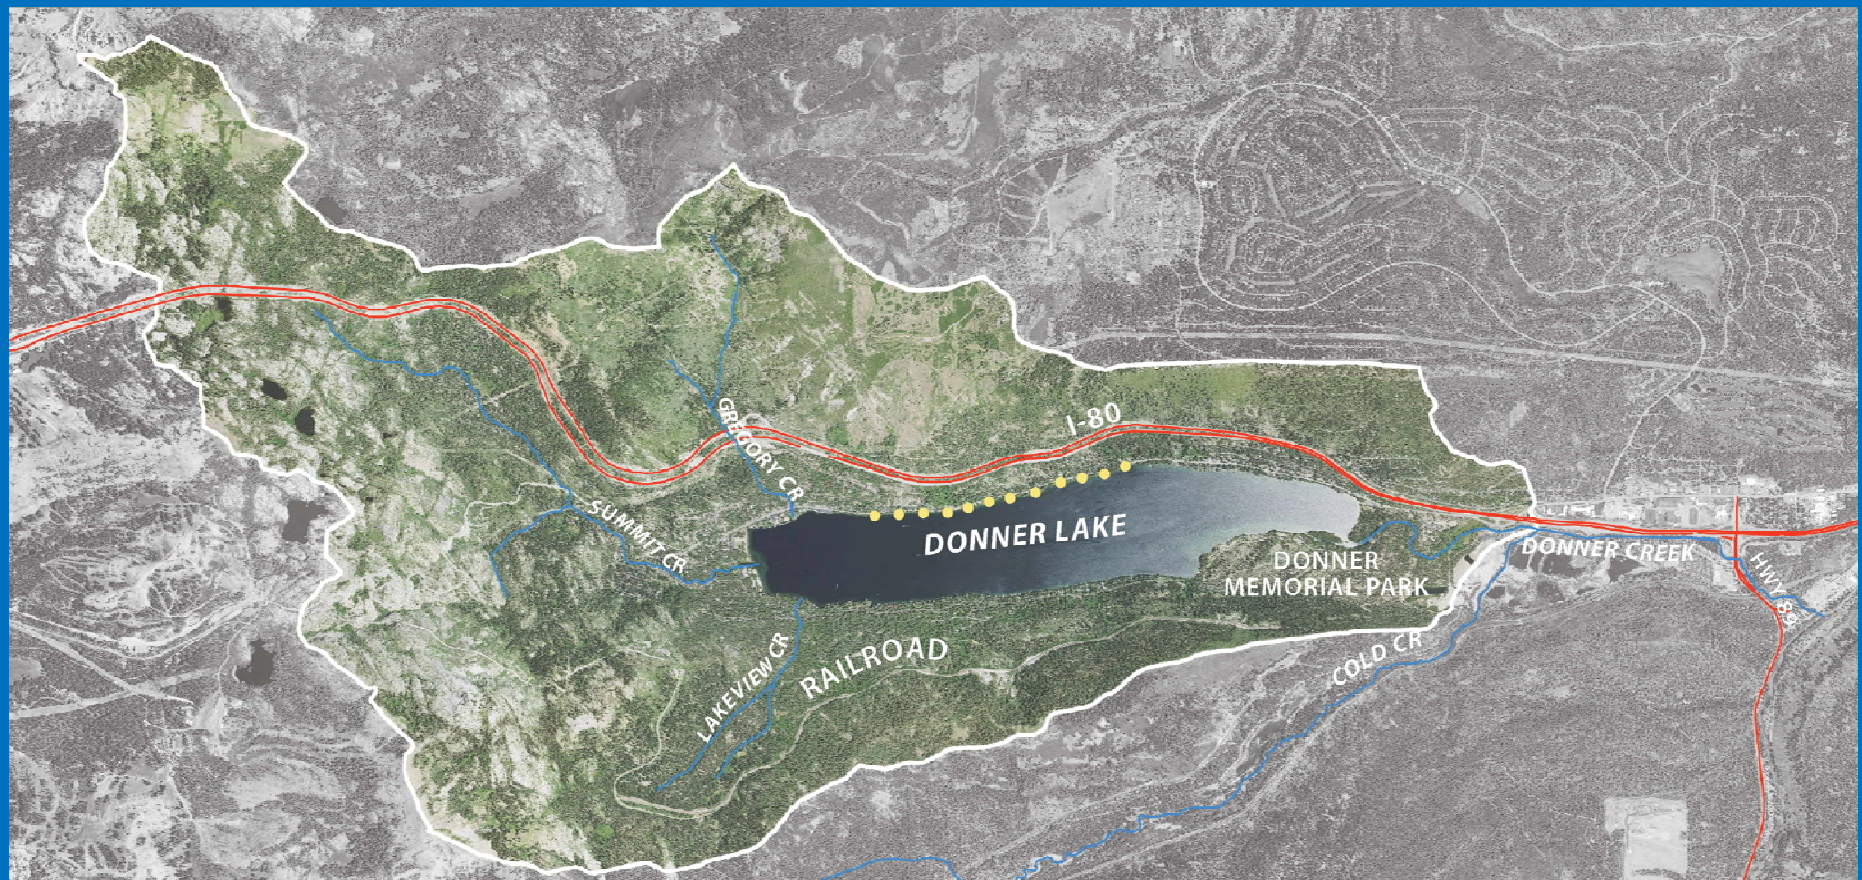 I-80
GREGORY CR
SUMMIT CR
DONNER LAKE
DONNER
MEMORIAL PARK
DONNER CREEK
HWY 89
LAKEVIEW CR
RAILROAD
COLD CR